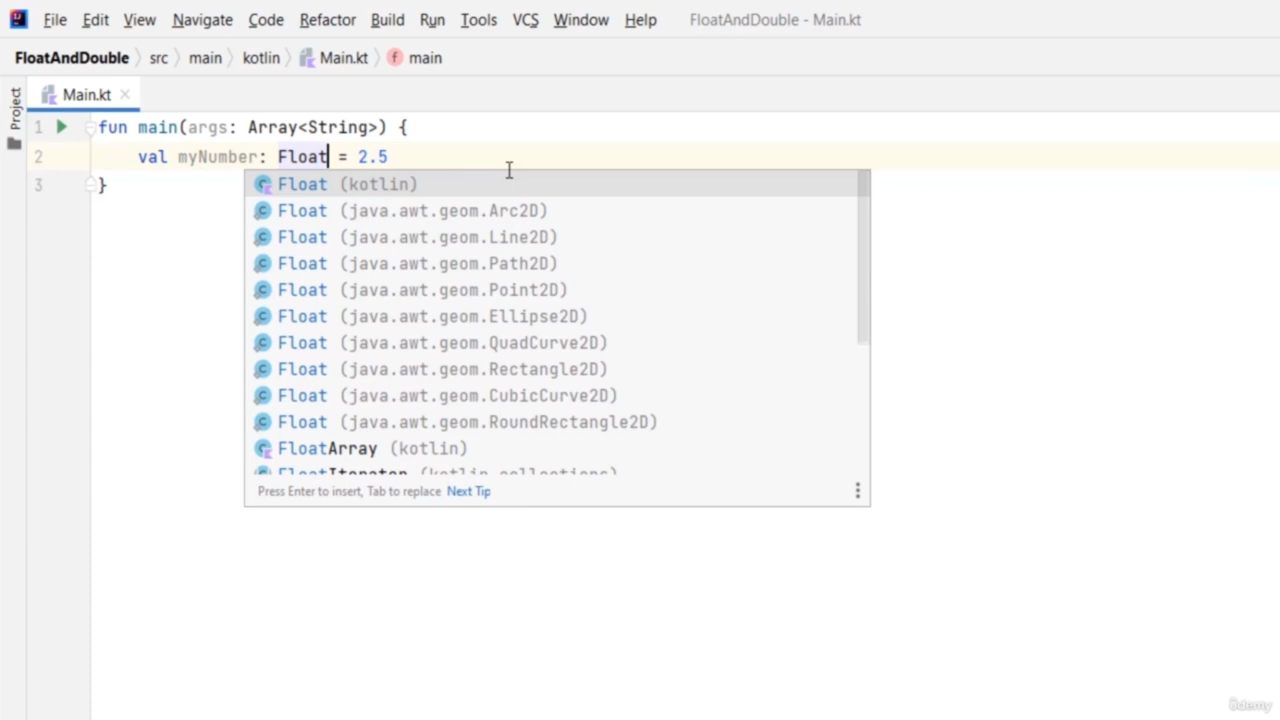 File Edit View Navigate Code Refactor Build Run Tools VCS Window Help FloatAndDouble - Main.kt
FloatAndDouble src main kotlin Main.kt main
Project
Main.kt
1 fun main(args: Array<String>) {
2 val myNumber: Float = 2.5
3 }
Float (kotlin)
Float (java.awt.geom.Arc2D)
Float (java.awt.geom.Line2D)
Float (java.awt.geom.Path2D)
Float (java.awt.geom.Point2D)
Float (java.awt.geom.Ellipse2D)
Float (java.awt.geom.QuadCurve2D)
Float (java.awt.geom.Rectangle2D)
Float (java.awt.geom.CubicCurve2D)
Float (java.awt.geom.RoundRectangle2D)
FloatArray (kotlin)
FloatIterator (kotlin.collections)
Press Enter to insert, Tab to replace Next Tip
ûdemy